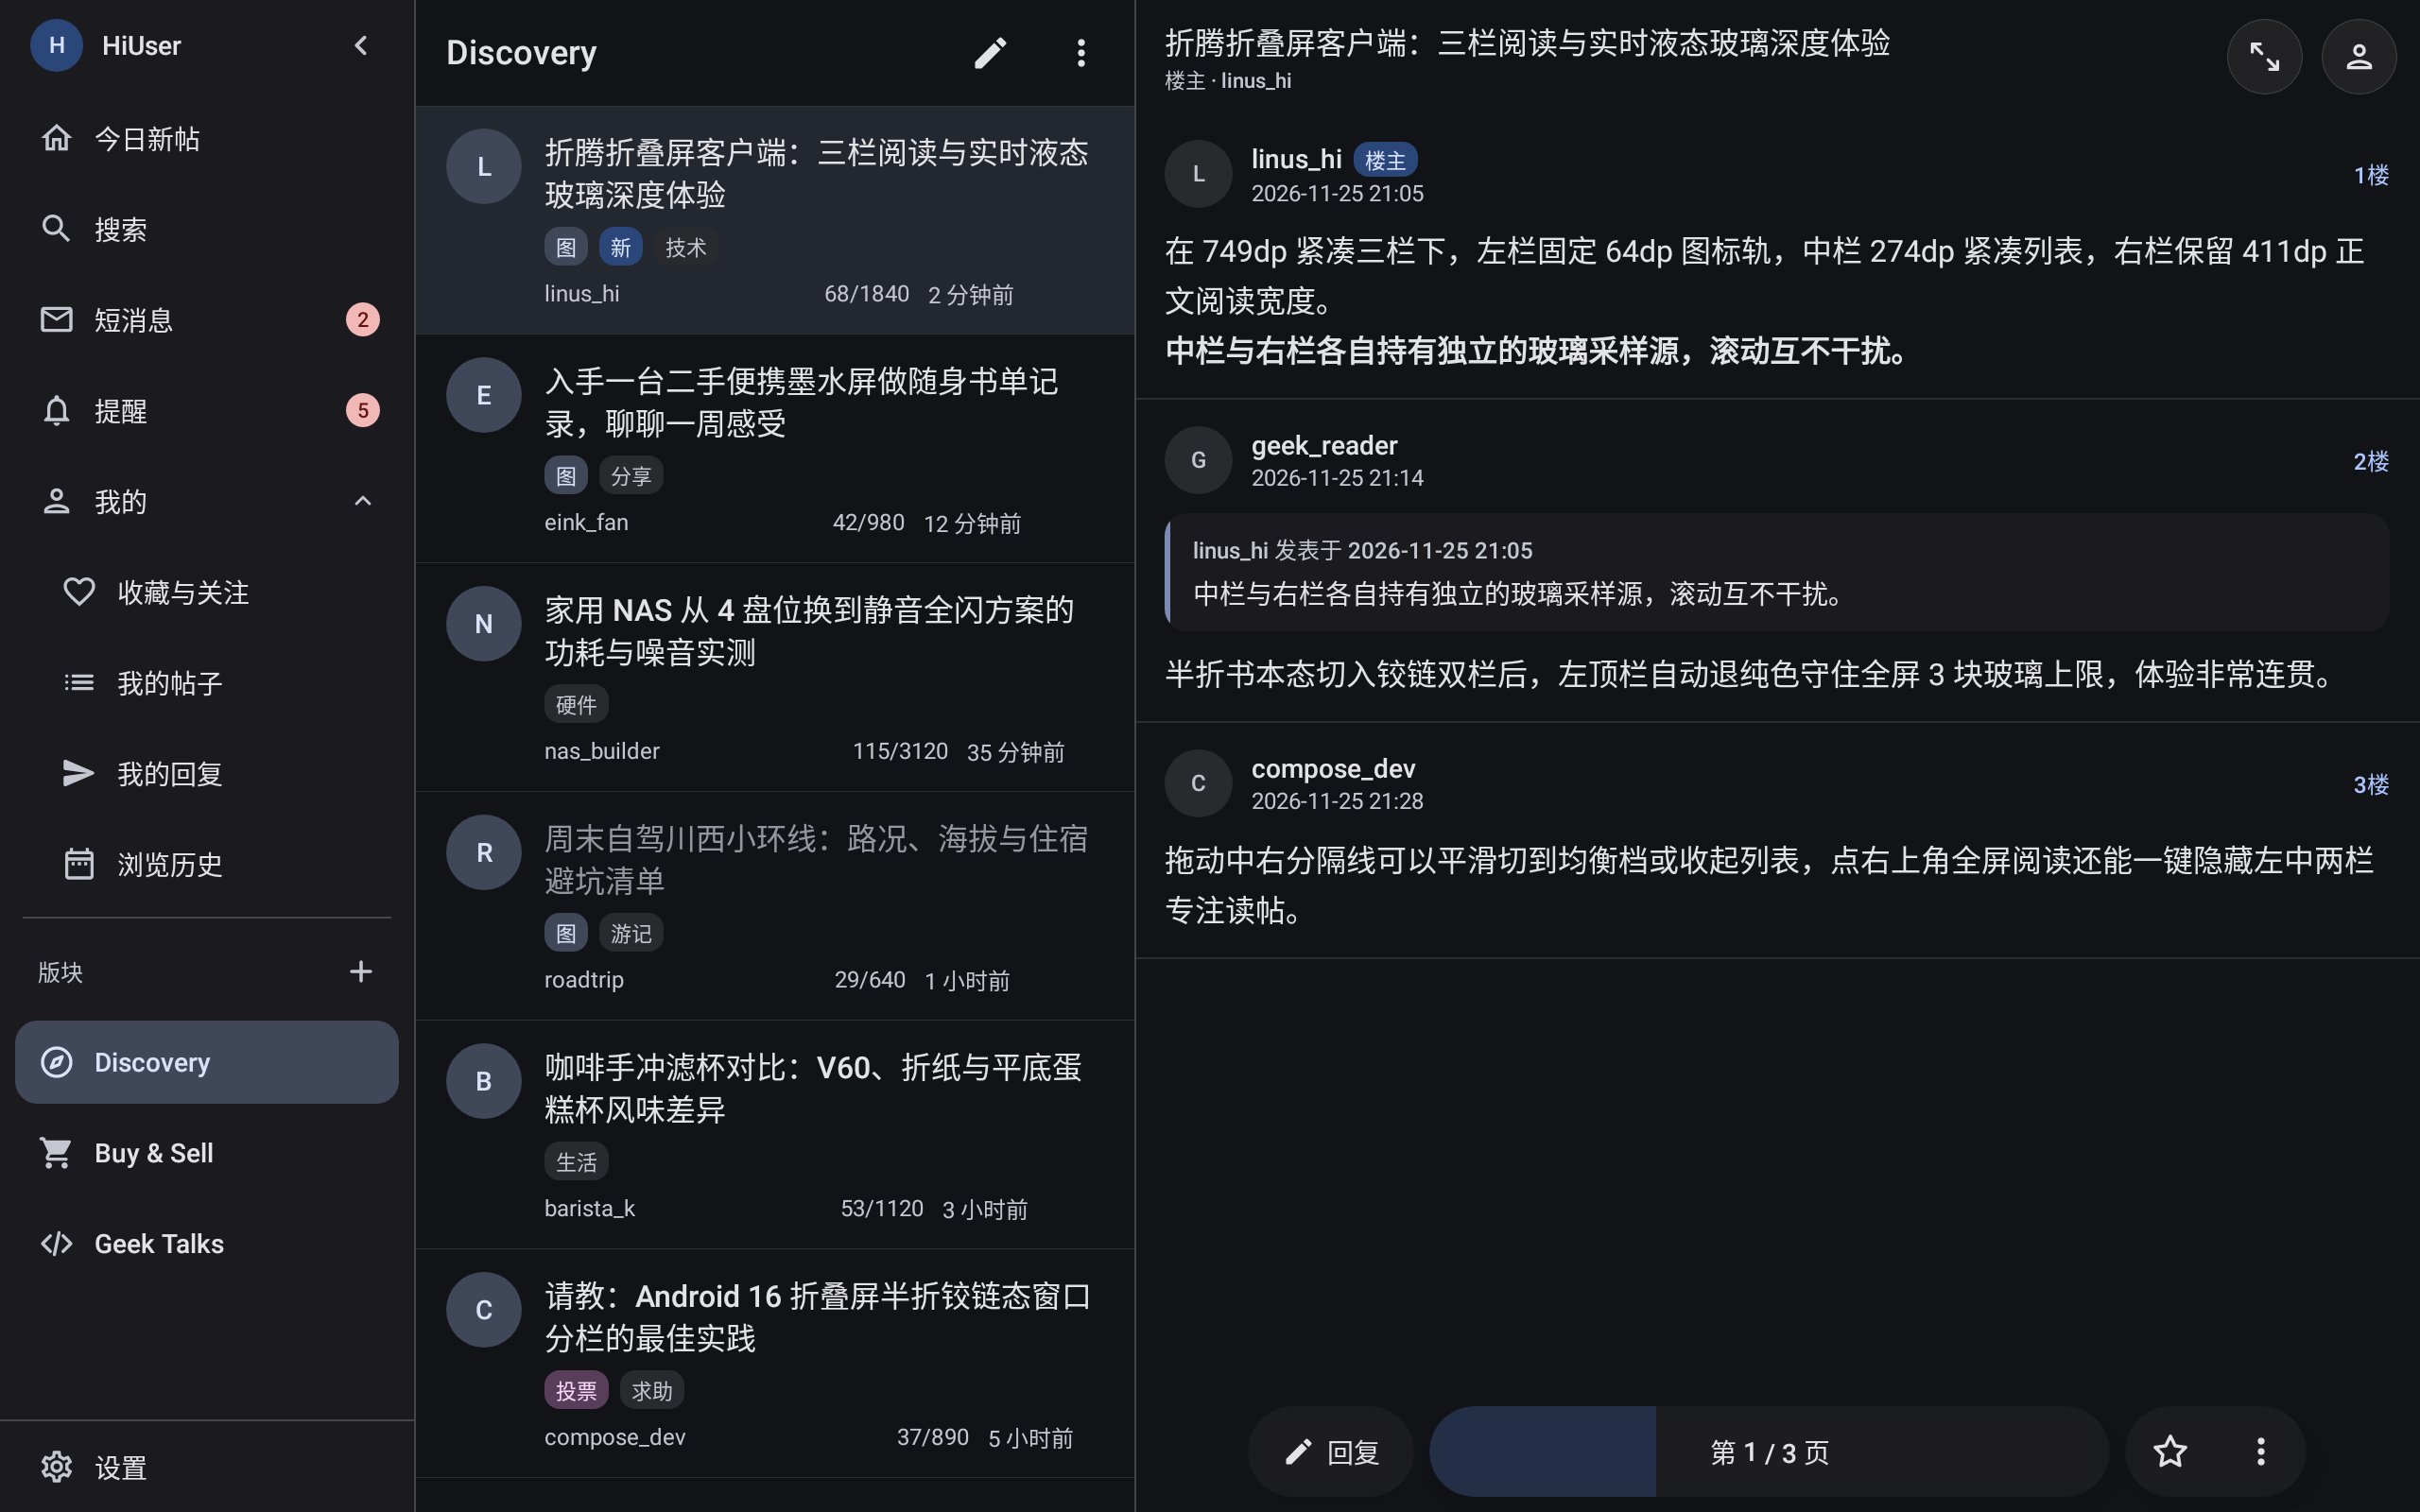 H
HiUser
今日新帖
搜索
短消息
2
提醒
5
我的
收藏与关注
我的帖子
我的回复
浏览历史
版块
Discovery
Buy & Sell
Geek Talks
设置
Discovery
L
折腾折叠屏客户端：三栏阅读与实时液态
玻璃深度体验
图 新 技术
linus_hi 68/1840 2 分钟前
E
入手一台二手便携墨水屏做随身书单记
录，聊聊一周感受
图 分享
eink_fan 42/980 12 分钟前
N
家用 NAS 从 4 盘位换到静音全闪方案的
功耗与噪音实测
硬件
nas_builder 115/3120 35 分钟前
R
周末自驾川西小环线：路况、海拔与住宿
避坑清单
图 游记
roadtrip 29/640 1 小时前
B
咖啡手冲滤杯对比：V60、折纸与平底蛋
糕杯风味差异
生活
barista_k 53/1120 3 小时前
C
请教：Android 16 折叠屏半折铰链态窗口
分栏的最佳实践
投票 求助
compose_dev 37/890 5 小时前
折腾折叠屏客户端：三栏阅读与实时液态玻璃深度体验
楼主 · linus_hi
L
linus_hi 楼主
2026-11-25 21:05
1楼
在 749dp 紧凑三栏下，左栏固定 64dp 图标轨，中栏 274dp 紧凑列表，右栏保留 411dp 正
文阅读宽度。
中栏与右栏各自持有独立的玻璃采样源，滚动互不干扰。
G
geek_reader
2026-11-25 21:14
2楼
linus_hi 发表于 2026-11-25 21:05
中栏与右栏各自持有独立的玻璃采样源，滚动互不干扰。
半折书本态切入铰链双栏后，左顶栏自动退纯色守住全屏 3 块玻璃上限，体验非常连贯。
C
compose_dev
2026-11-25 21:28
3楼
拖动中右分隔线可以平滑切到均衡档或收起列表，点右上角全屏阅读还能一键隐藏左中两栏
专注读帖。
回复
第 1 / 3 页